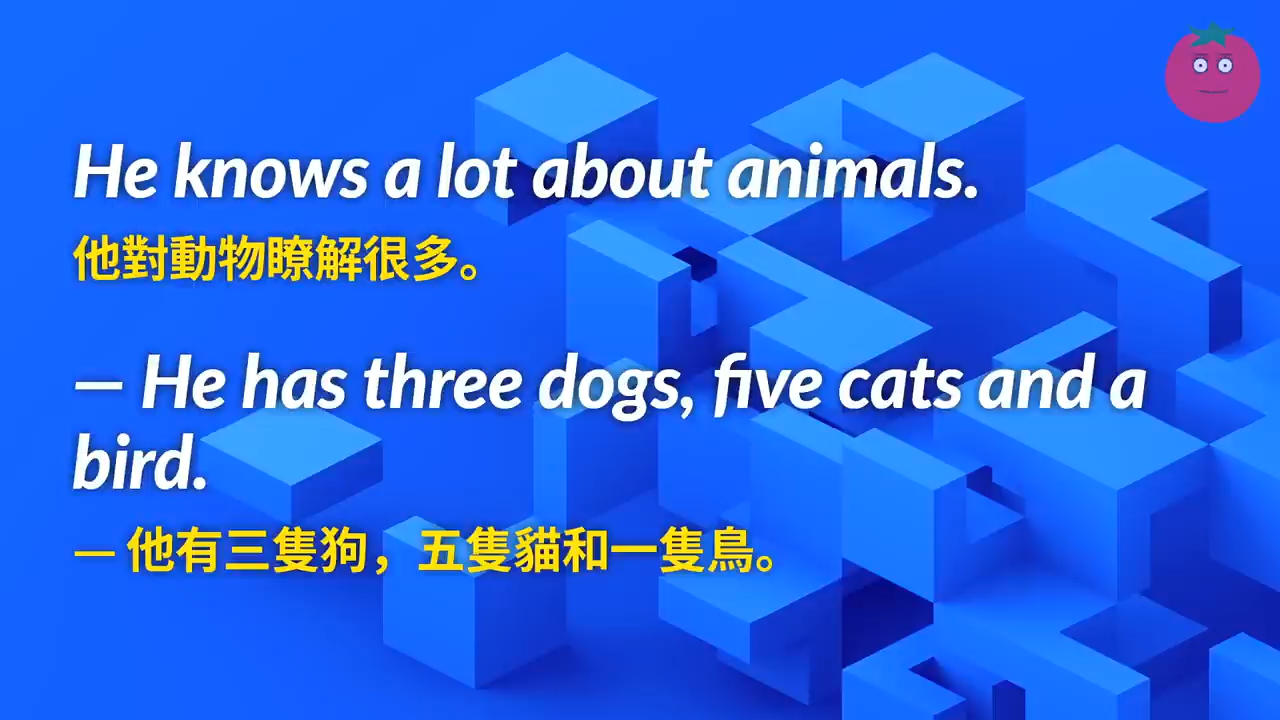 He knows a lot about animals.
他對動物瞭解很多。
— He has three dogs, five cats and a
bird.
— 他有三隻狗，五隻貓和一隻鳥。